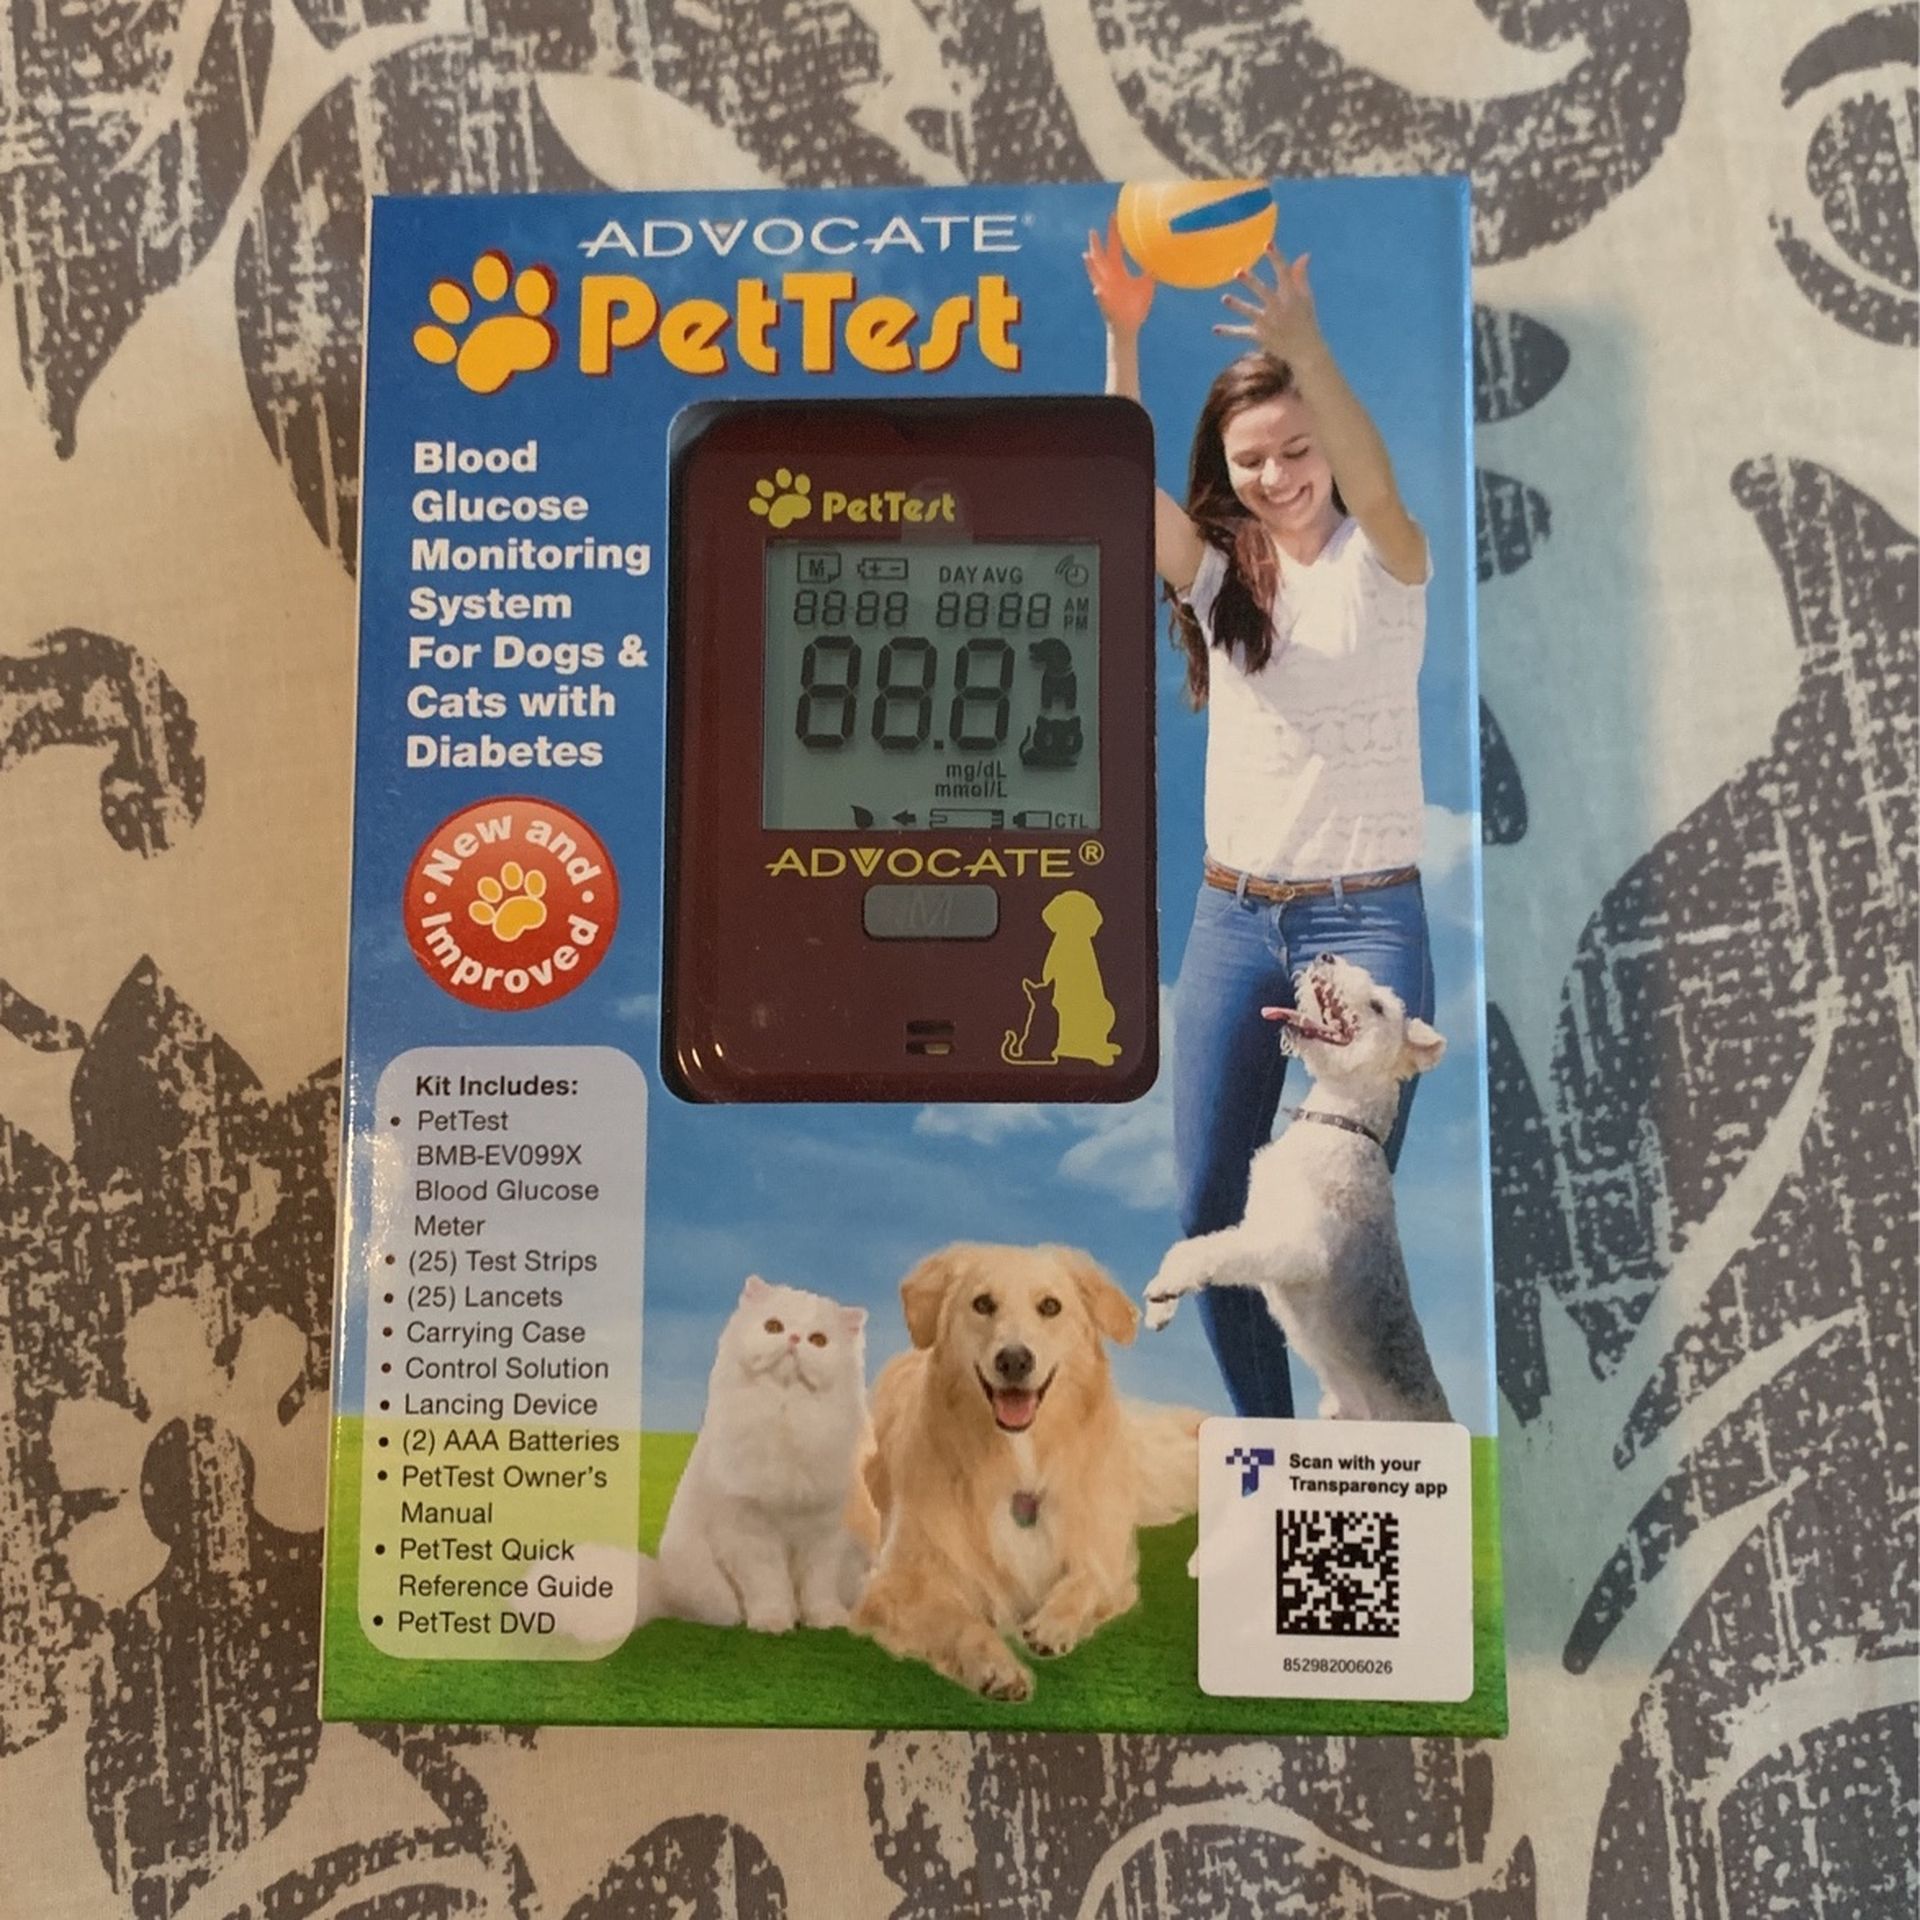 ADVOCATE®
PetTest
Blood
Glucose
Monitoring
System
For Dogs &
Cats with
Diabetes
New and
Improved
PetTest
M
DAY AVG
8888 8888 AM
PM
88.8
mg/dL
mmol/L
CTL
ADVOCATE®
M
Kit Includes:
• PetTest
BMB-EV099X
Blood Glucose
Meter
• (25) Test Strips
• (25) Lancets
• Carrying Case
• Control Solution
• Lancing Device
• (2) AAA Batteries
• PetTest Owner's
Manual
• PetTest Quick
Reference Guide
• PetTest DVD
Scan with your
Transparency app
852982006026